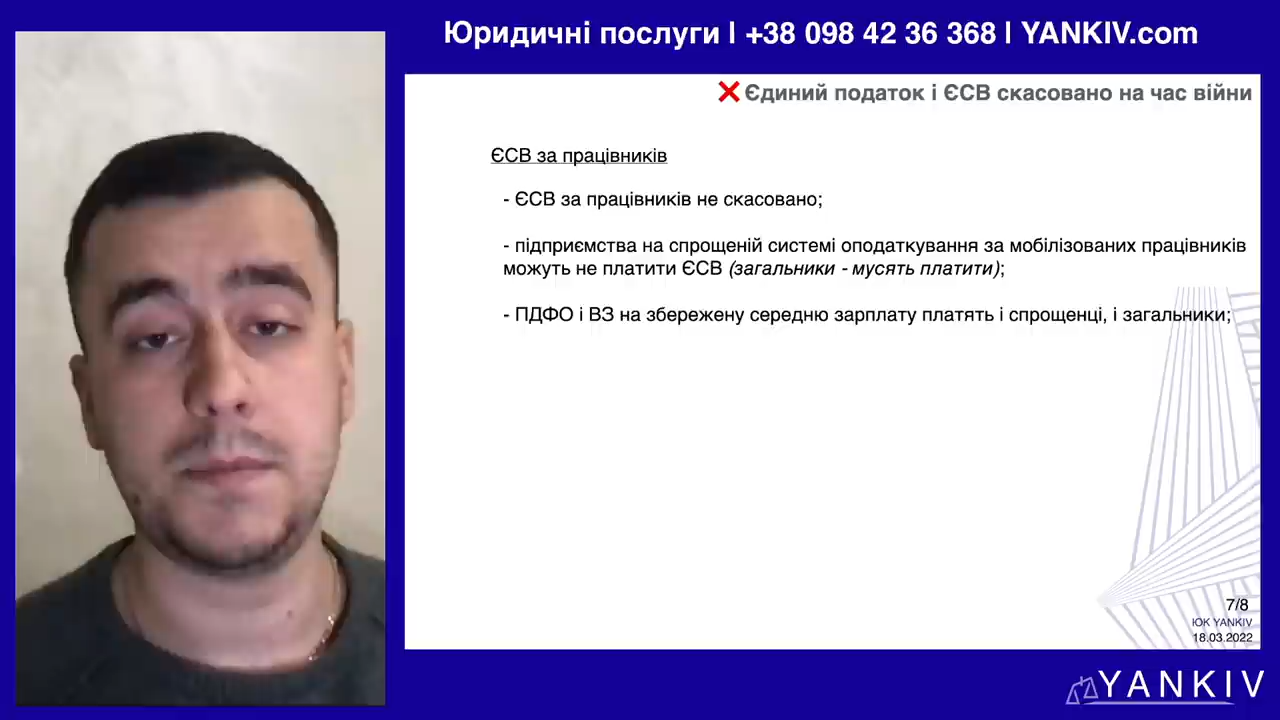 Юридичні послуги | +38 098 42 36 368 | YANKIV.com
❌ Єдиний податок і ЄСВ скасовано на час війни
ЄСВ за працівників
- ЄСВ за працівників не скасовано;
- підприємства на спрощеній системі оподаткування за мобілізованих працівників
можуть не платити ЄСВ (загальники - мусять платити);
- ПДФО і ВЗ на збережену середню зарплату платять і спрощенці, і загальники;
7/8
ЮК YANKIV
18.03.2022
YANKIV